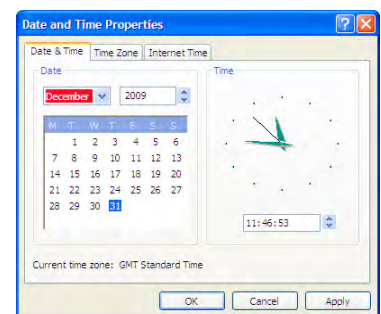 Date and Time Properties
Date & Time Time Zone Internet Time
Date
Time
December 2009
M T W T F S S
1 2 3 4 5 6
7 8 9 10 11 12 13
14 15 16 17 18 19 20
21 22 23 24 25 26 27
28 29 30 31
11:46:53
Current time zone: GMT Standard Time
OK Cancel Apply